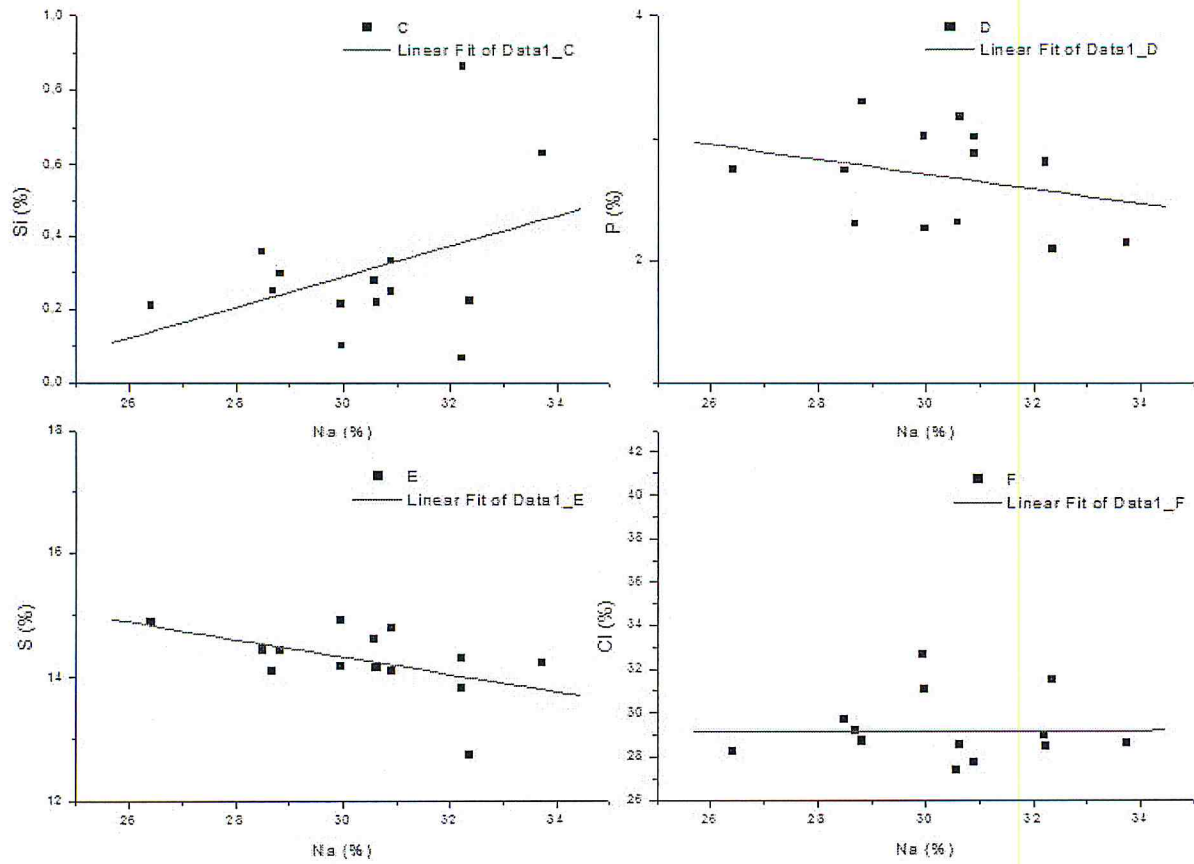 1.0
C
Linear Fit of Data1_C
0.8
0.6
Si (%)
0.4
0.2
0.0
26 28 30 32 34
Na (%)
4
D
Linear Fit of Data1_D
P (%)
2
26 28 30 32 34
Na (%)
18
E
Linear Fit of Data1_E
16
S (%)
14
12
26 28 30 32 34
Na (%)
42
F
40
Linear Fit of Data1_F
38
36
Cl (%)
34
32
30
28
26
26 28 30 32 34
Na (%)